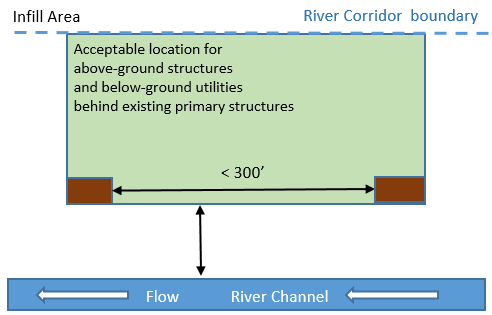 Infill Area
River Corridor boundary
Acceptable location for
above-ground structures
and below-ground utilities
behind existing primary structures
< 300’
Flow
River Channel